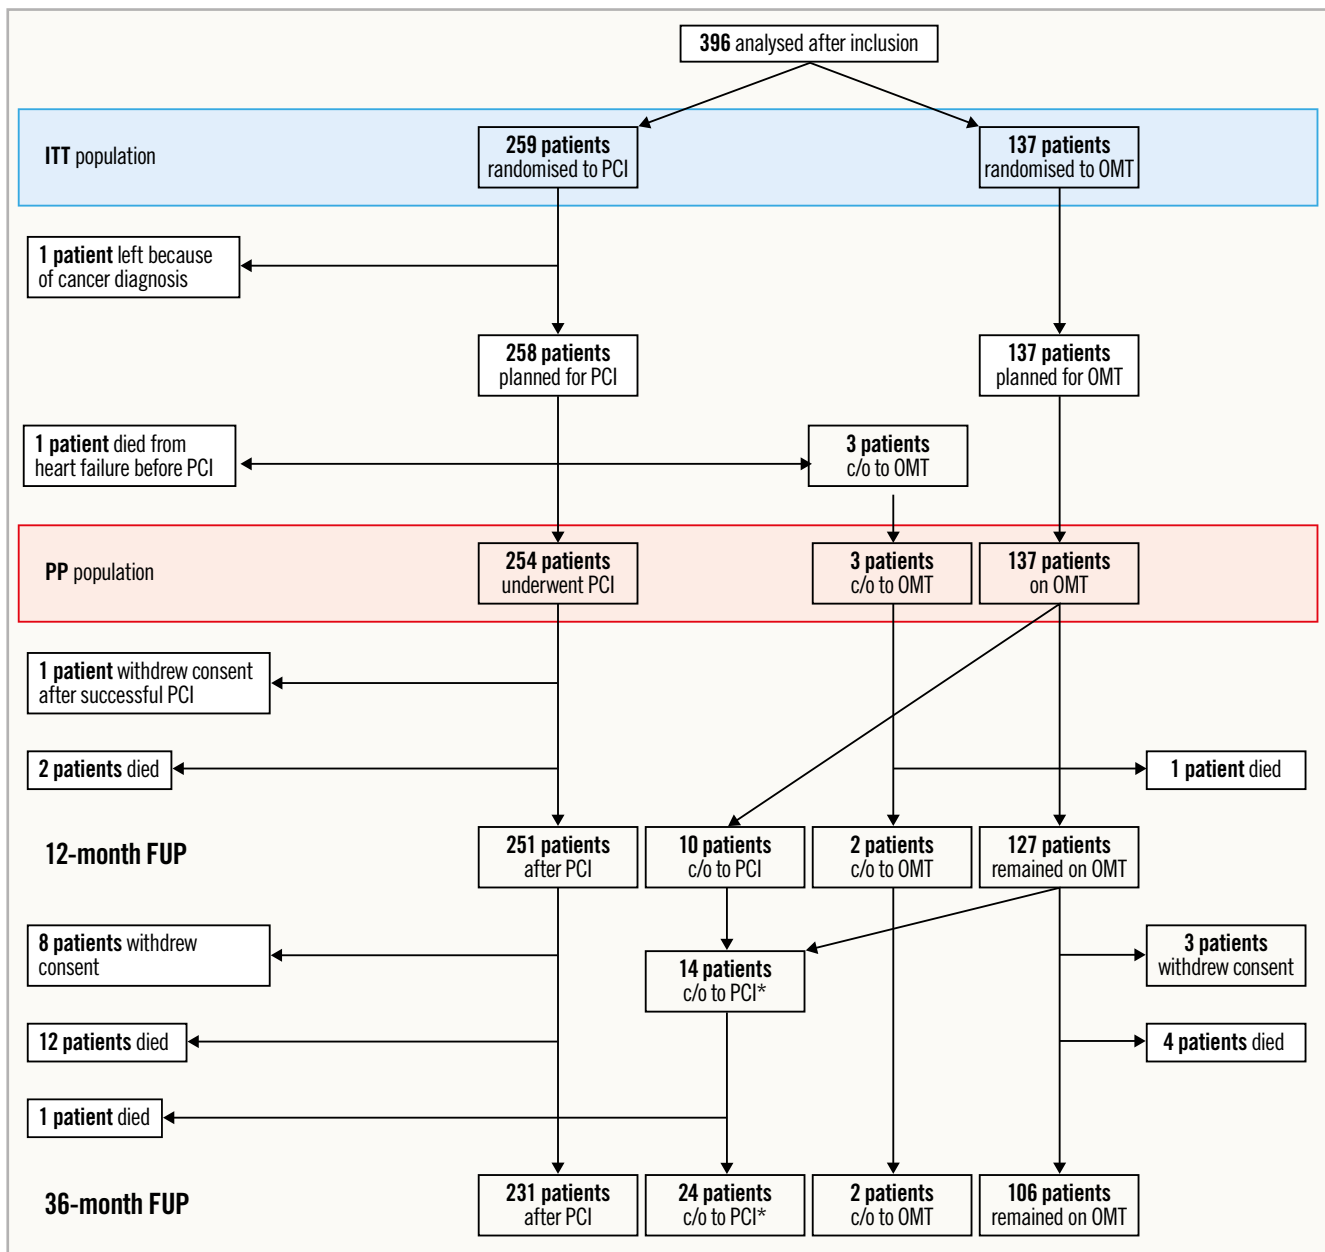 396 analysed after inclusion
ITT population
259 patients
randomised to PCI
137 patients
randomised to OMT
1 patient left because
of cancer diagnosis
258 patients
planned for PCI
137 patients
planned for OMT
1 patient died from
heart failure before PCI
3 patients
c/o to OMT
PP population
254 patients
underwent PCI
3 patients
c/o to OMT
137 patients
on OMT
1 patient withdrew consent
after successful PCI
2 patients died
1 patient died
12-month FUP
251 patients
after PCI
10 patients
c/o to PCI
2 patients
c/o to OMT
127 patients
remained on OMT
8 patients withdrew
consent
14 patients
c/o to PCI*
3 patients
withdrew consent
12 patients died
4 patients died
1 patient died
36-month FUP
231 patients
after PCI
24 patients
c/o to PCI*
2 patients
c/o to OMT
106 patients
remained on OMT